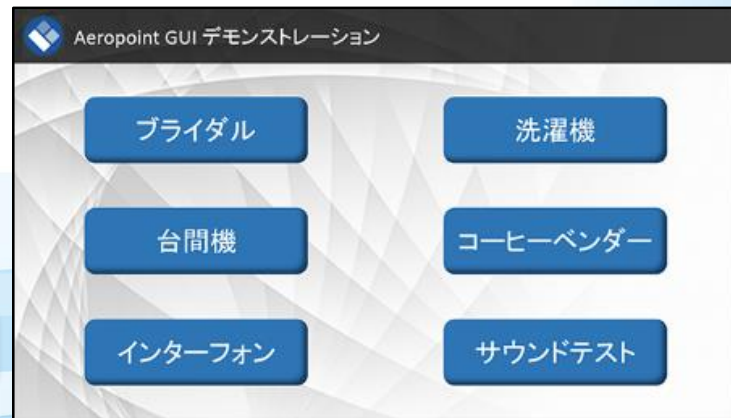 Aeropoint GUI デモンストレーション
ブライダル
洗濯機
台間機
コーヒーベンダー
インターフォン
サウンドテスト